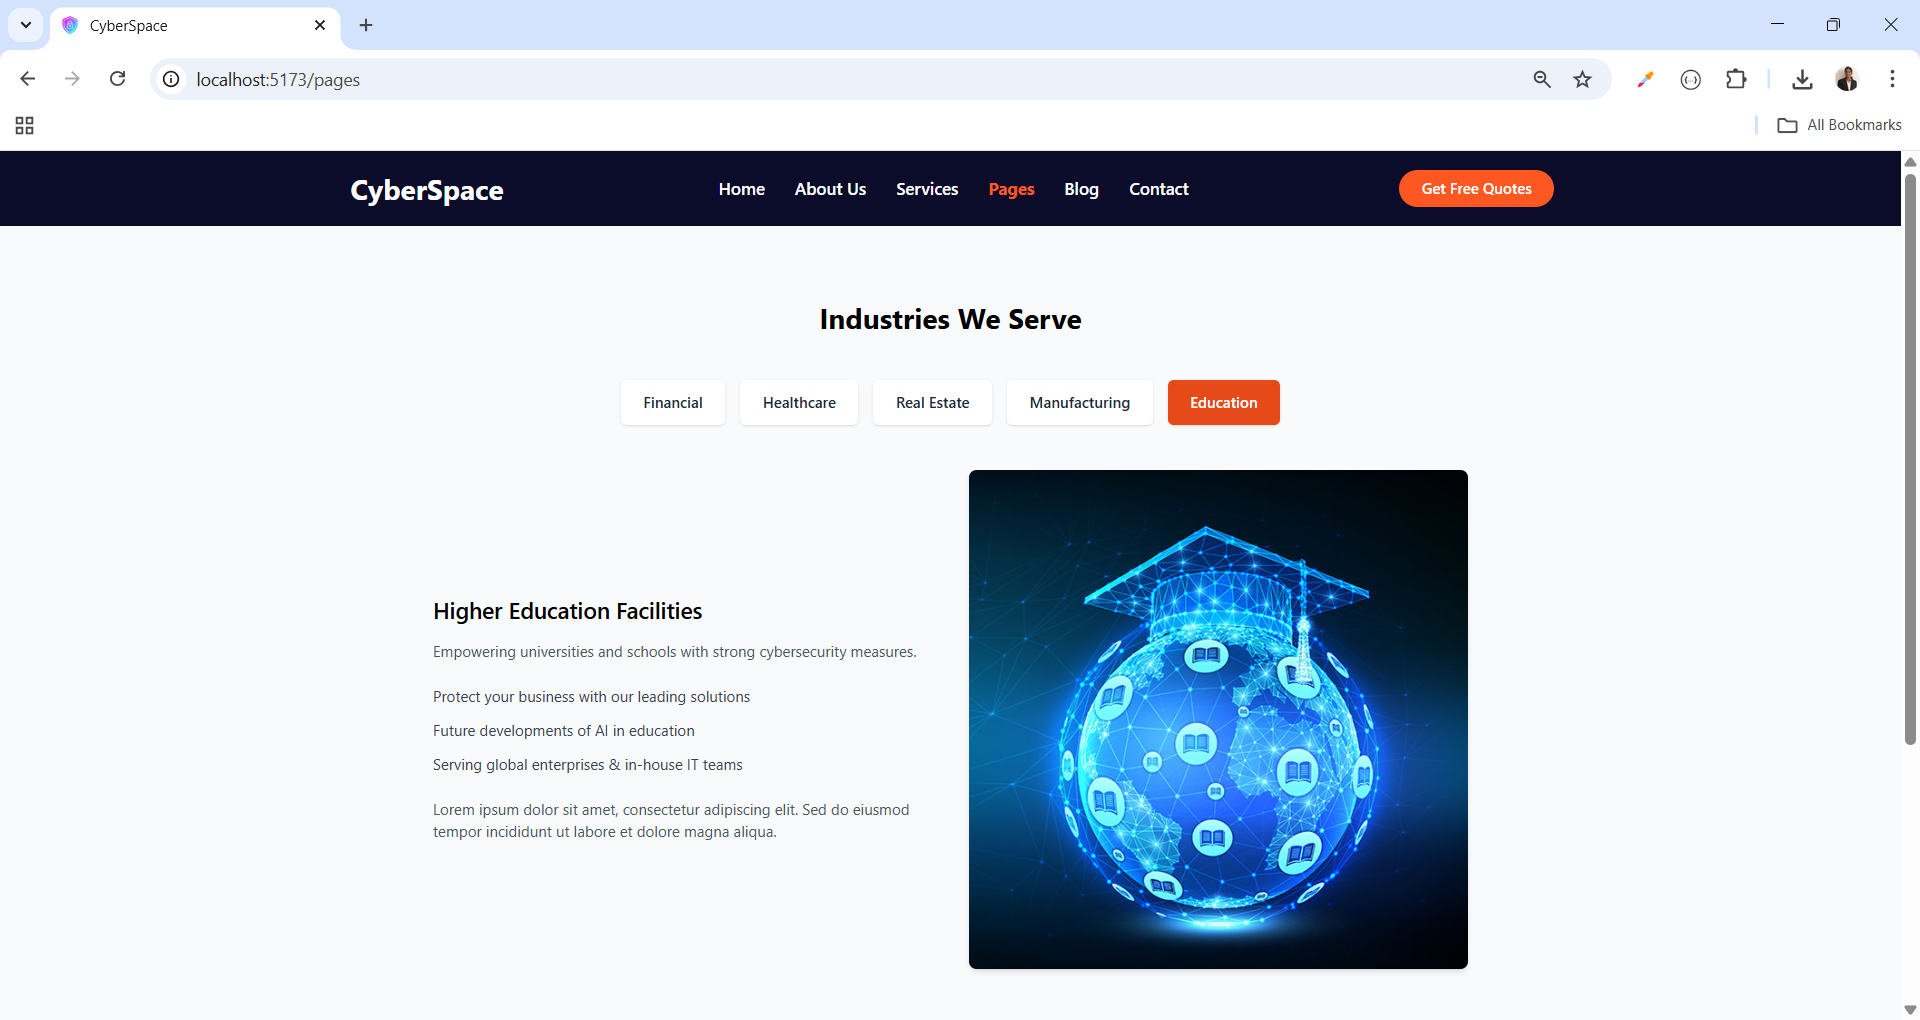 CyberSpace
localhost:5173/pages
All Bookmarks
CyberSpace
Home About Us Services Pages Blog Contact
Get Free Quotes
Industries We Serve
Financial Healthcare Real Estate Manufacturing Education
Higher Education Facilities
Empowering universities and schools with strong cybersecurity measures.
Protect your business with our leading solutions
Future developments of AI in education
Serving global enterprises & in-house IT teams
Lorem ipsum dolor sit amet, consectetur adipiscing elit. Sed do eiusmod
tempor incididunt ut labore et dolore magna aliqua.